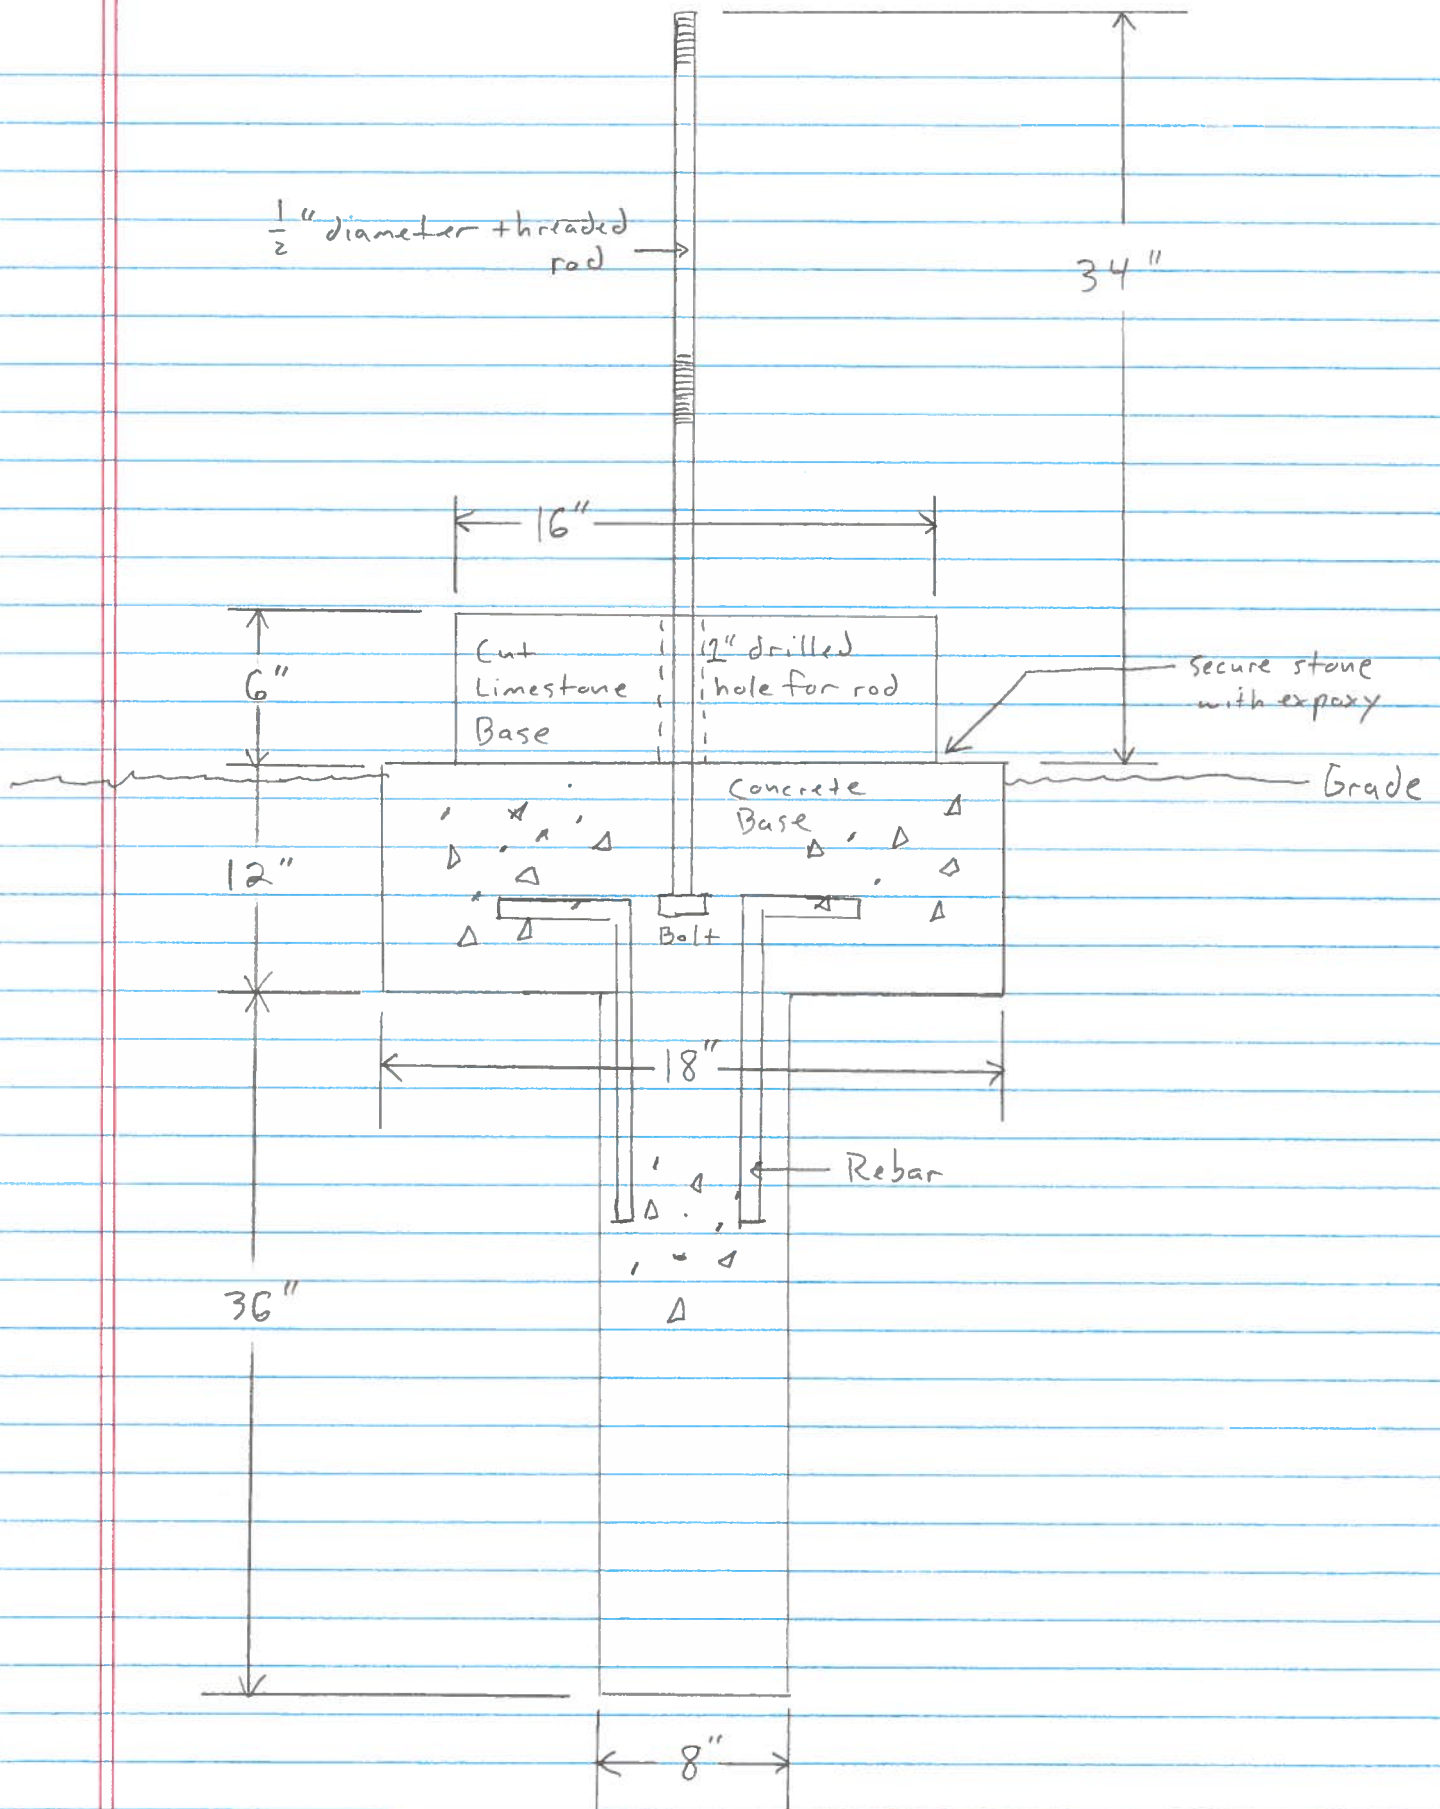 1/2" diameter threaded
rod
34"
16"
6"
Cut
Limestone
Base
1" drilled
hole for rod
secure stone
with expoxy
Grade
Concrete
Base
12"
Bolt
18"
Rebar
36"
8"